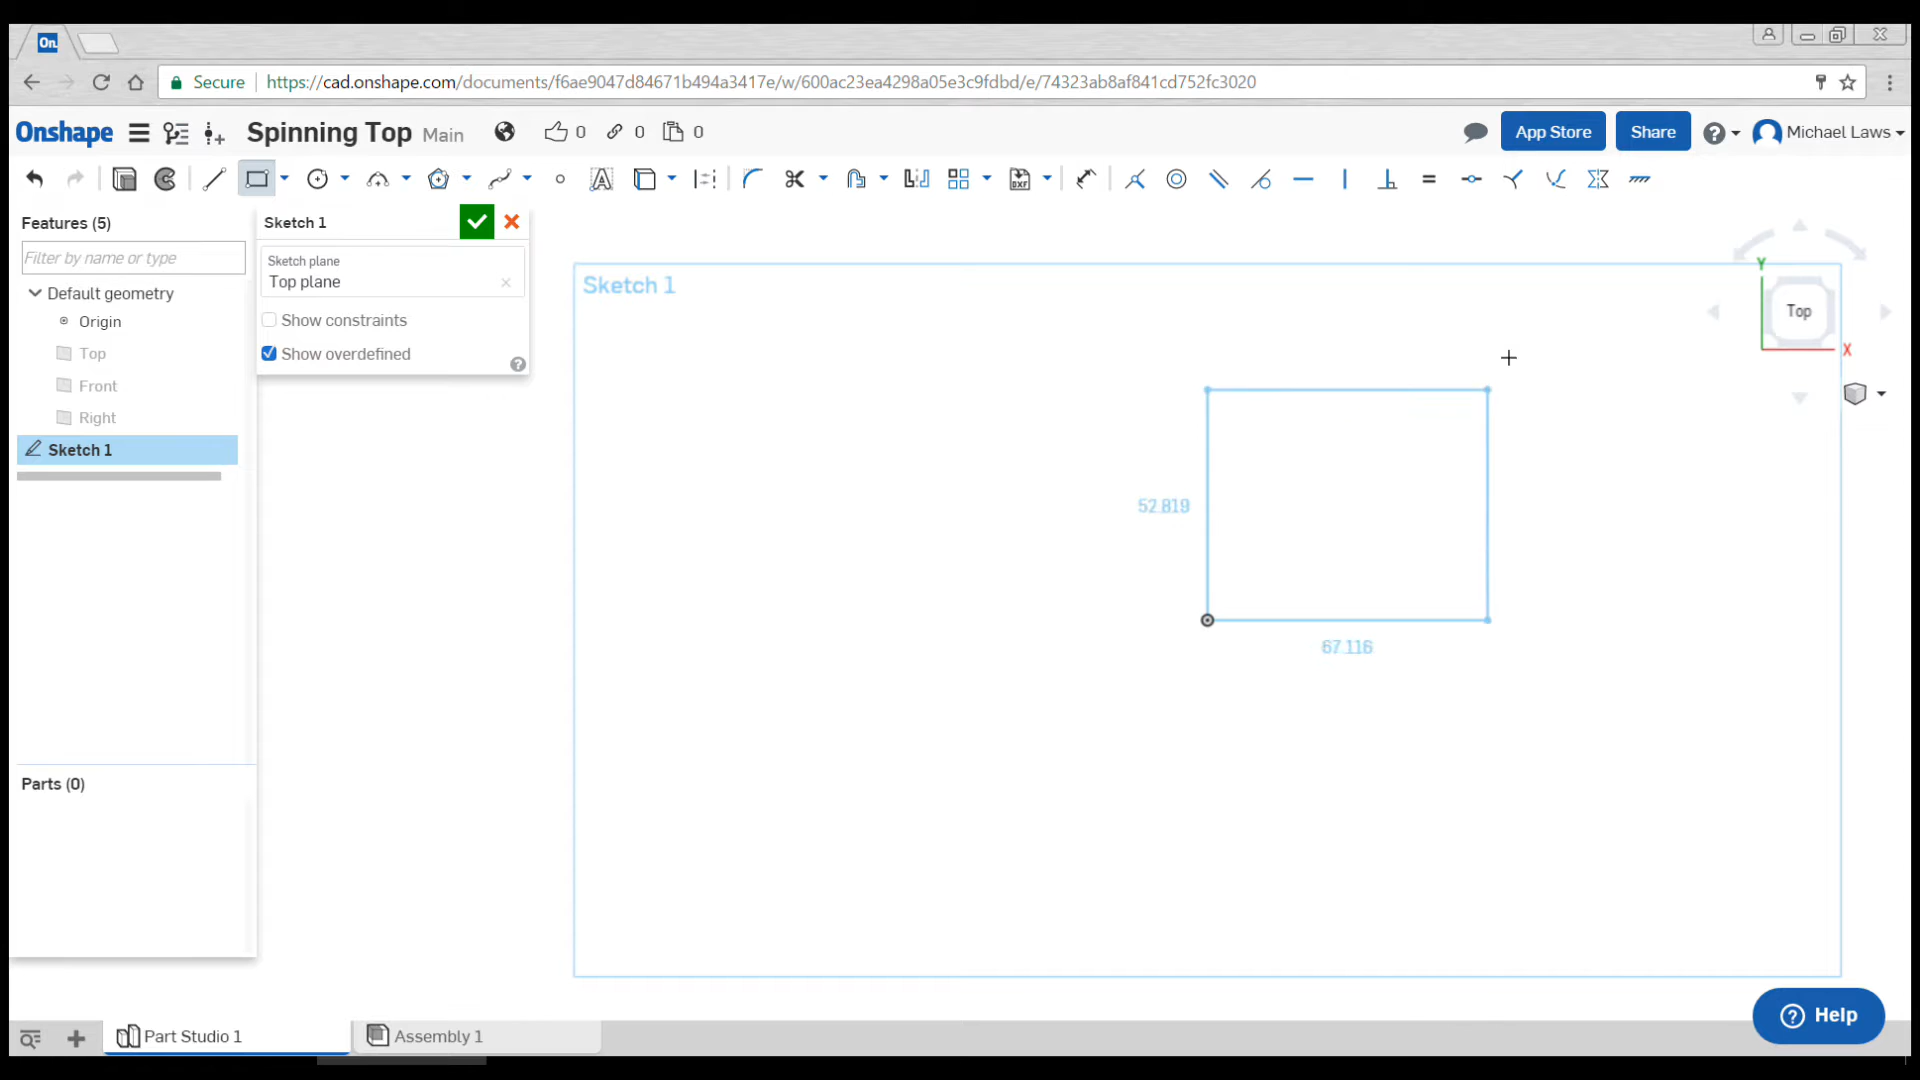 On
Secure https://cad.onshape.com/documents/f6ae9047d84671b494a3417e/w/600ac23ea4298a05e3c9fdbd/e/74323ab8af841cd752fc3020
Onshape Spinning Top Main 0 0 0 App Store Share Michael Laws
Features (5)
Filter by name or type
Default geometry
Origin
Top
Front
Right
Sketch 1
Parts (0)
Sketch 1
Sketch plane
Top plane
Show constraints
Show overdefined
Sketch 1
Y
Top
X
52.819
67.116
Help
Part Studio 1
Assembly 1